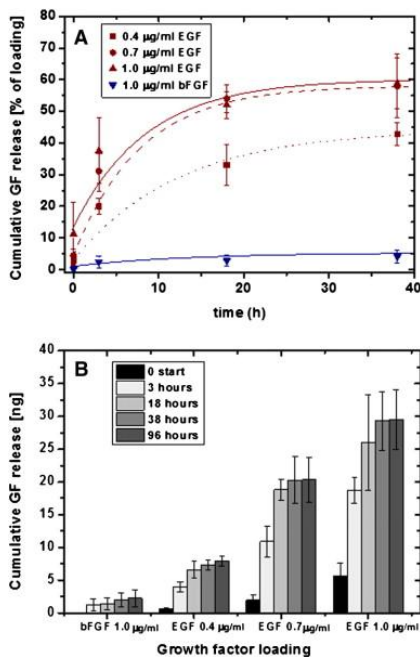 A
0.4 µg/ml EGF
0.7 µg/ml EGF
1.0 µg/ml EGF
1.0 µg/ml bFGF
Cumulative GF release [% of loading]
80
70
60
50
40
30
20
10
0
0 10 20 30 40
time (h)
B
0 start
3 hours
18 hours
38 hours
96 hours
Cumulative GF release [ng]
40
35
30
25
20
15
10
5
0
bFGF 1.0 µg/ml EGF 0.4 µg/ml EGF 0.7 µg/ml EGF 1.0 µg/ml
Growth factor loading